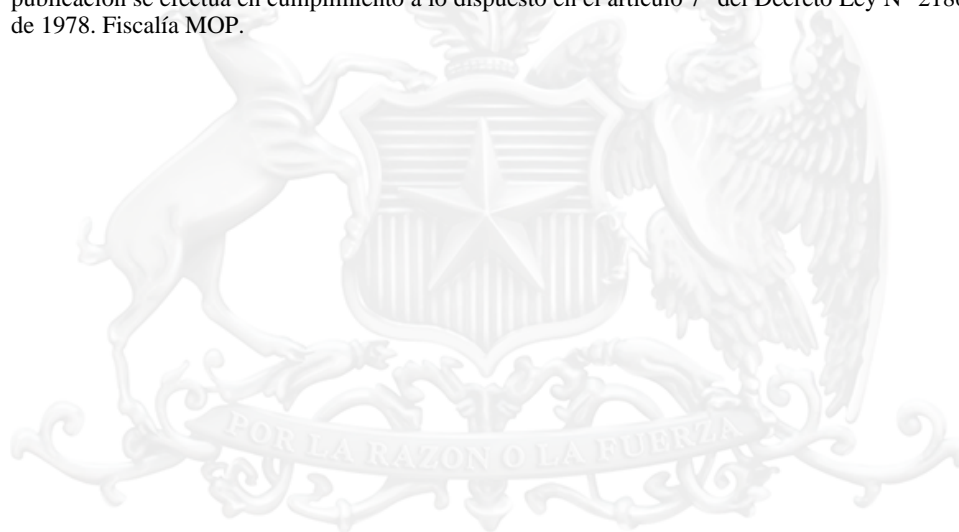 publicación se efectúa en cumplimiento a lo dispuesto en el artículo 7° del Decreto Ley N° 2186
de 1978. Fiscalía MOP.
POR LA RAZON O LA FUERZA